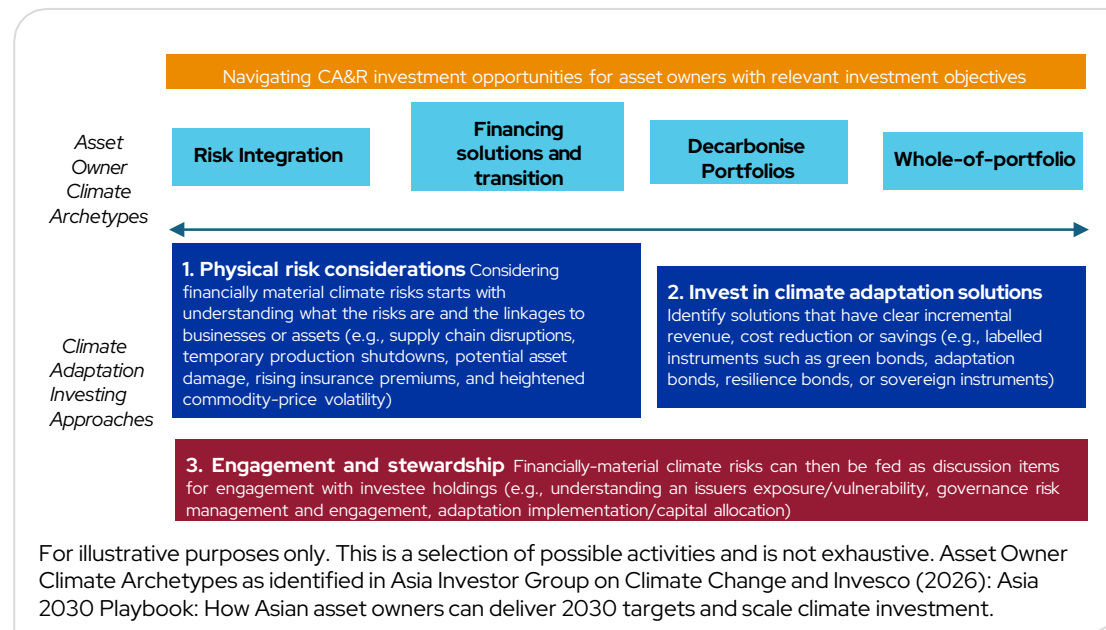 Navigating CA&R investment opportunities for asset owners with relevant investment objectives
Asset
Owner
Climate
Archetypes
Risk Integration
Financing
solutions and
transition
Decarbonise
Portfolios
Whole-of-portfolio
Climate
Adaptation
Investing
Approaches
1. Physical risk considerations Considering
financially material climate risks starts with
understanding what the risks are and the linkages to
businesses or assets (e.g., supply chain disruptions,
temporary production shutdowns, potential asset
damage, rising insurance premiums, and heightened
commodity-price volatility)
2. Invest in climate adaptation solutions
Identify solutions that have clear incremental
revenue, cost reduction or savings (e.g., labelled
instruments such as green bonds, adaptation
bonds, resilience bonds, or sovereign instruments)
3. Engagement and stewardship Financially-material climate risks can then be fed as discussion items
for engagement with investee holdings (e.g., understanding an issuers exposure/vulnerability, governance risk
management and engagement, adaptation implementation/capital allocation)
For illustrative purposes only. This is a selection of possible activities and is not exhaustive. Asset Owner
Climate Archetypes as identified in Asia Investor Group on Climate Change and Invesco (2026): Asia
2030 Playbook: How Asian asset owners can deliver 2030 targets and scale climate investment.